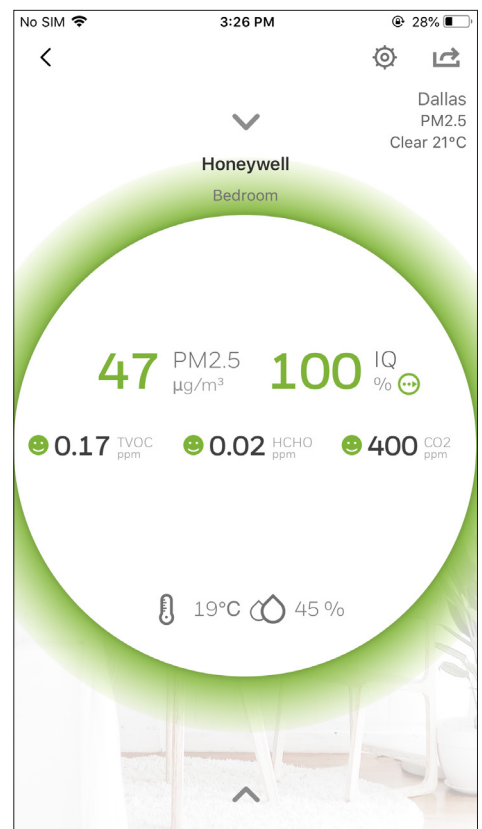 No SIM 3:26 PM 28%
Dallas
PM2.5
Clear 21°C
Honeywell
Bedroom
47 PM2.5 µg/m³ 100 IQ %
0.17 TVOC ppm 0.02 HCHO ppm 400 CO2 ppm
19°C 45 %